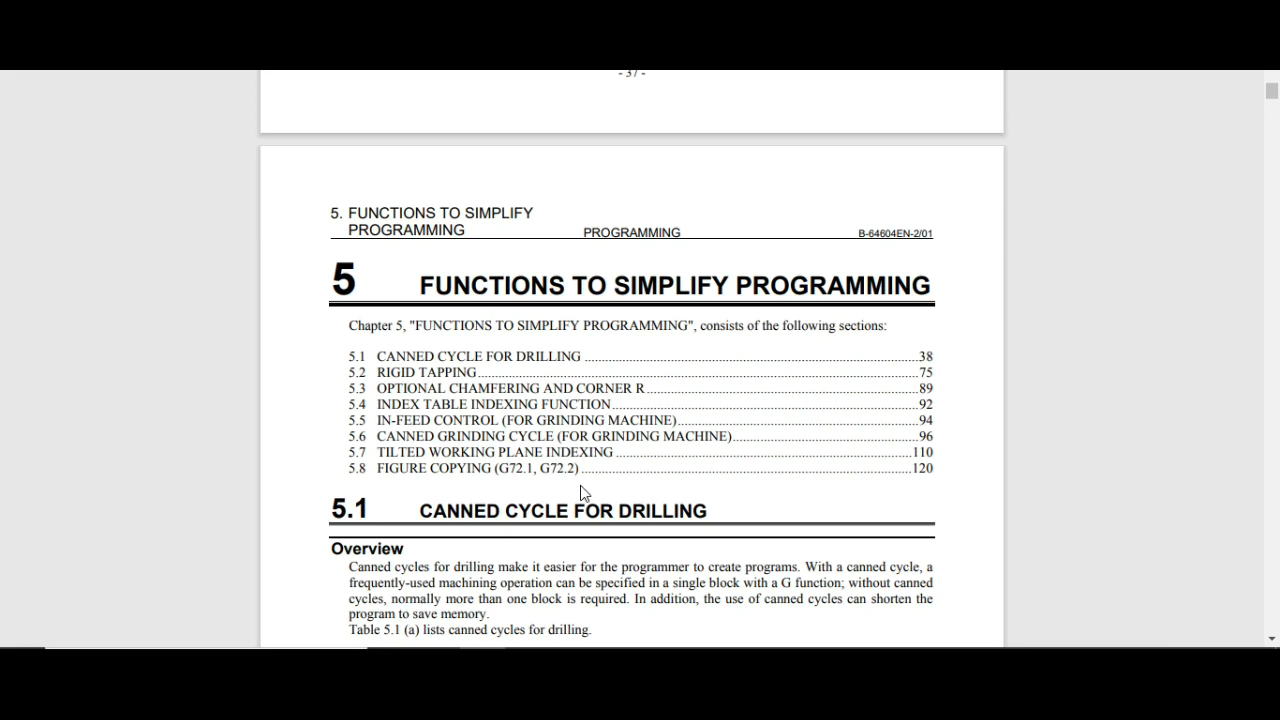 - 37 -
5. FUNCTIONS TO SIMPLIFY
PROGRAMMING PROGRAMMING B-64604EN-2/01
5 FUNCTIONS TO SIMPLIFY PROGRAMMING
Chapter 5, "FUNCTIONS TO SIMPLIFY PROGRAMMING", consists of the following sections:
5.1 CANNED CYCLE FOR DRILLING ....................................................................................................38
5.2 RIGID TAPPING...................................................................................................................................75
5.3 OPTIONAL CHAMFERING AND CORNER R.................................................................................89
5.4 INDEX TABLE INDEXING FUNCTION...........................................................................................92
5.5 IN-FEED CONTROL (FOR GRINDING MACHINE).......................................................................94
5.6 CANNED GRINDING CYCLE (FOR GRINDING MACHINE).......................................................96
5.7 TILTED WORKING PLANE INDEXING ........................................................................................110
5.8 FIGURE COPYING (G72.1, G72.2) ..................................................................................................120
5.1 CANNED CYCLE FOR DRILLING
Overview
Canned cycles for drilling make it easier for the programmer to create programs. With a canned cycle, a
frequently-used machining operation can be specified in a single block with a G function; without canned
cycles, normally more than one block is required. In addition, the use of canned cycles can shorten the
program to save memory.
Table 5.1 (a) lists canned cycles for drilling.